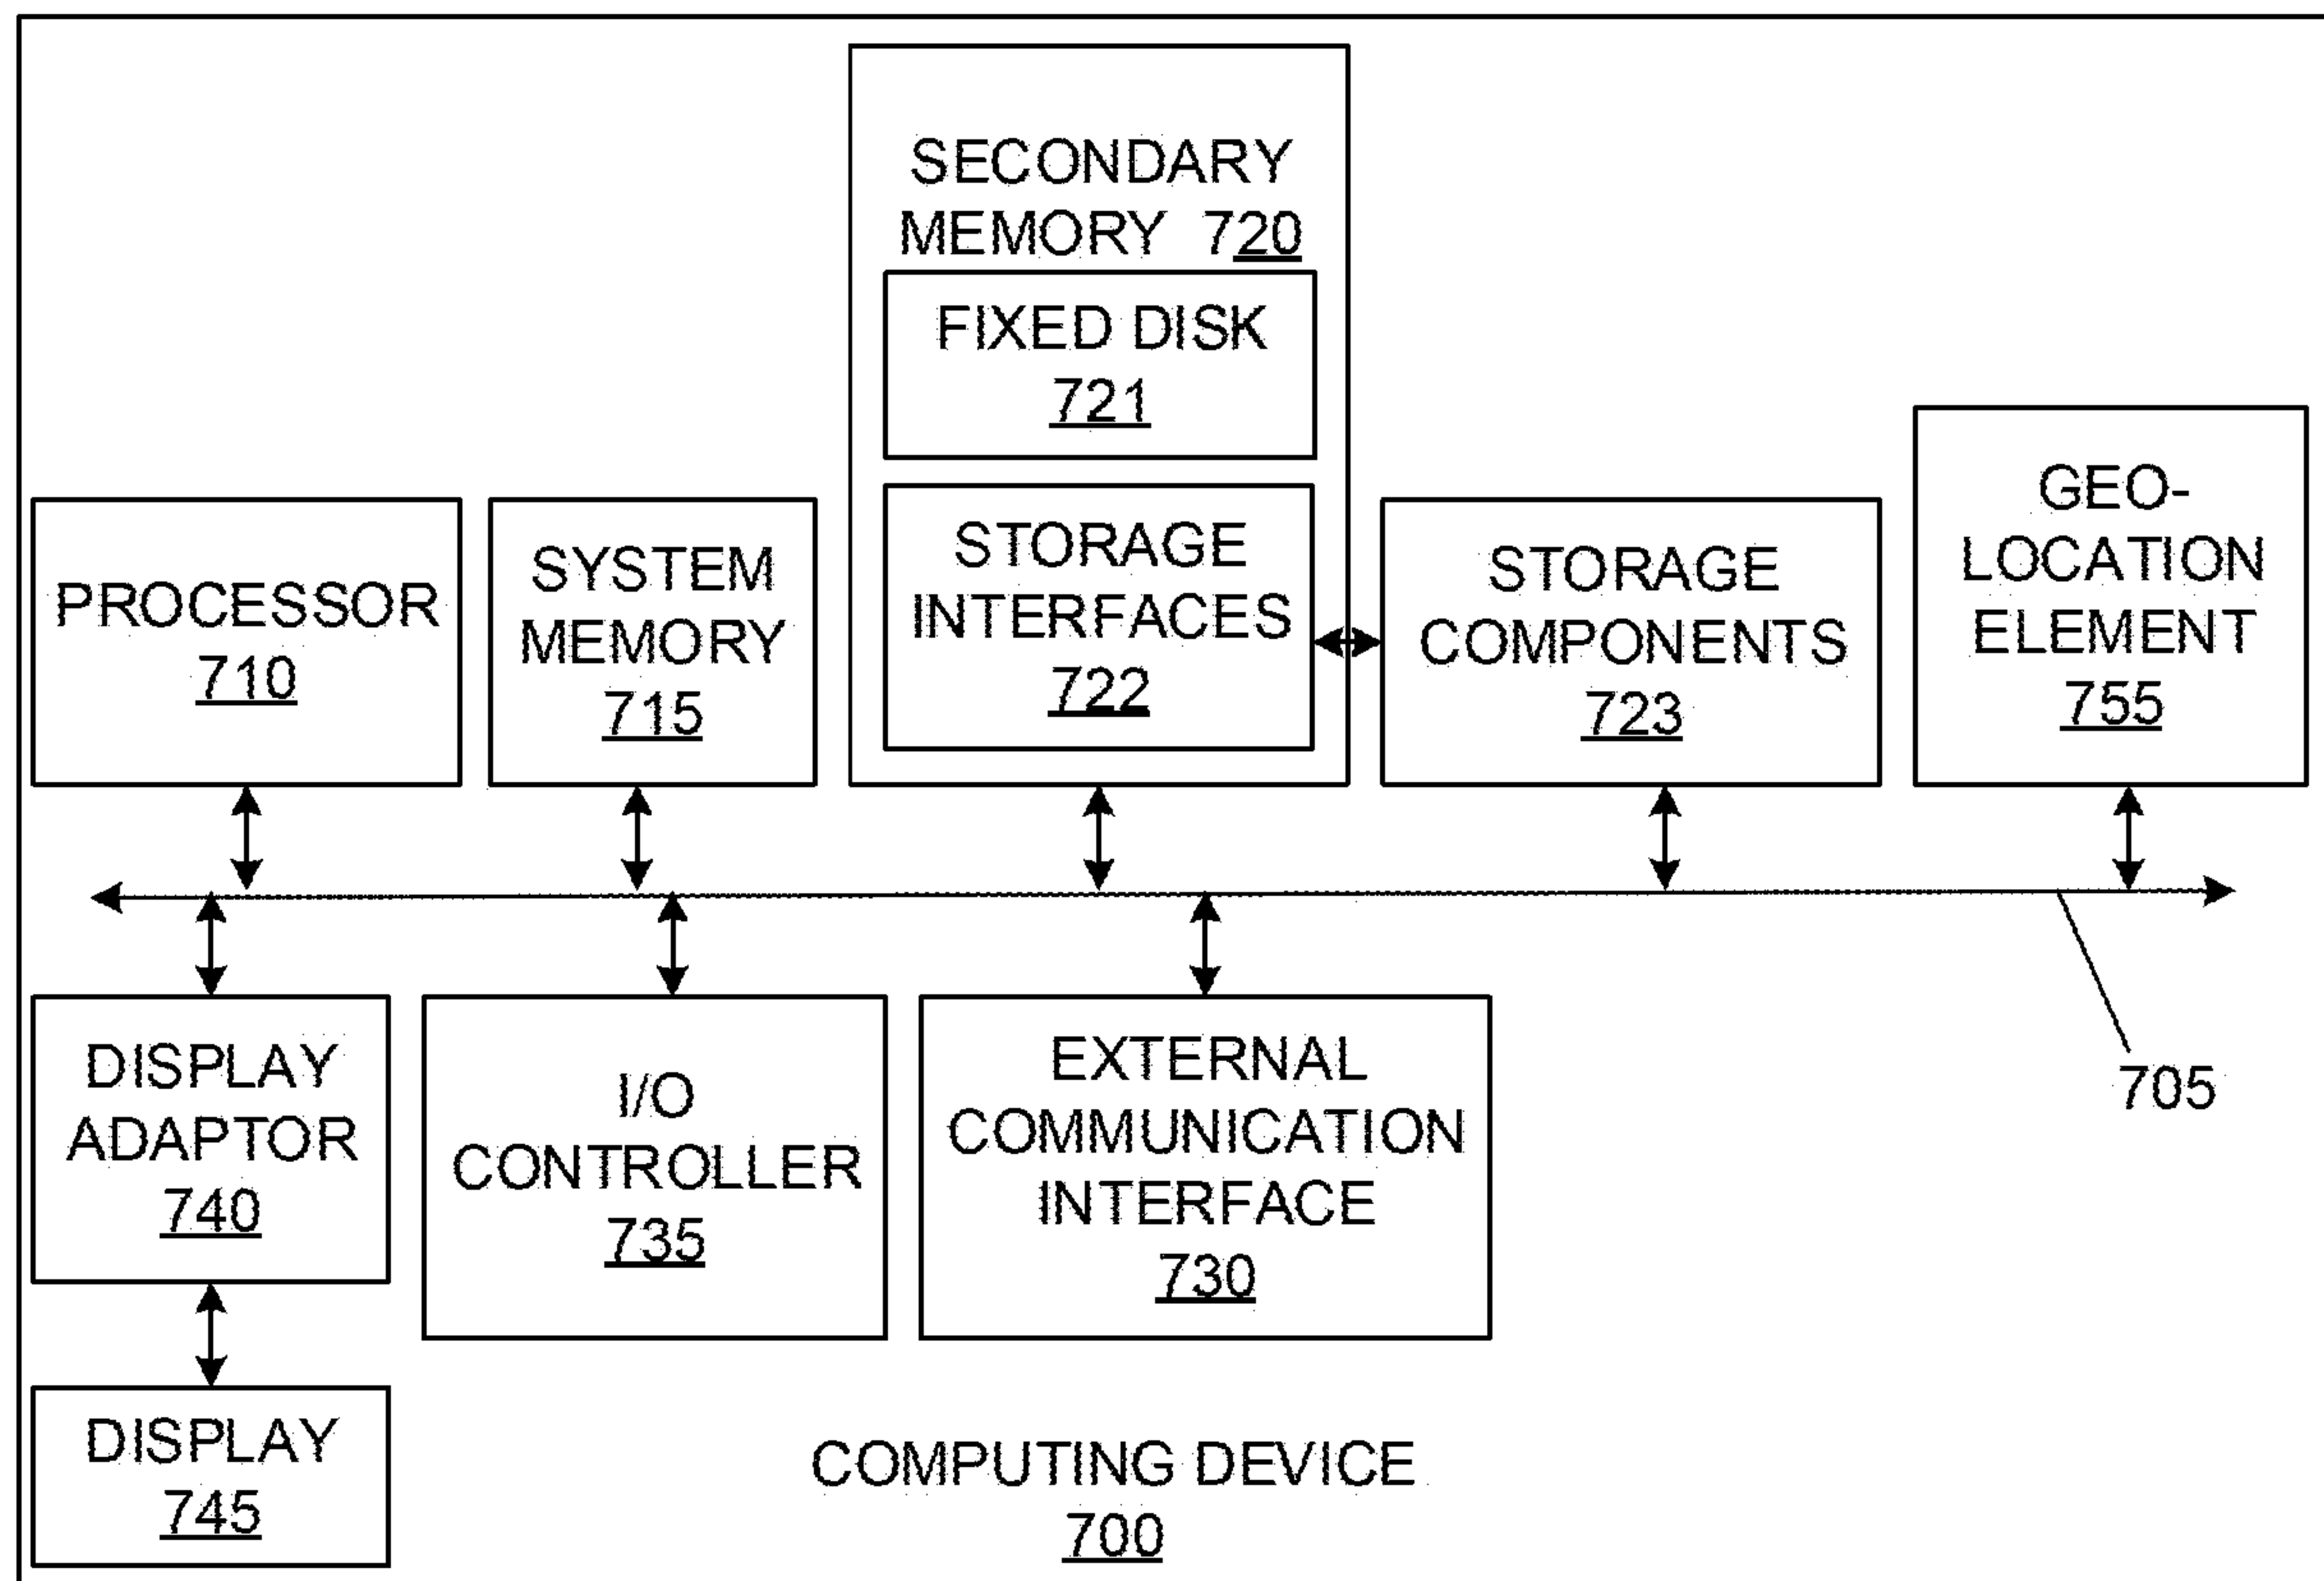 SECONDARY
MEMORY 720
FIXED DISK
721
STORAGE
INTERFACES
722
PROCESSOR
710
SYSTEM
MEMORY
715
STORAGE
COMPONENTS
723
GEO-
LOCATION
ELEMENT
755
DISPLAY
ADAPTOR
740
I/O
CONTROLLER
735
EXTERNAL
COMMUNICATION
INTERFACE
730
705
DISPLAY
745
COMPUTING DEVICE
700